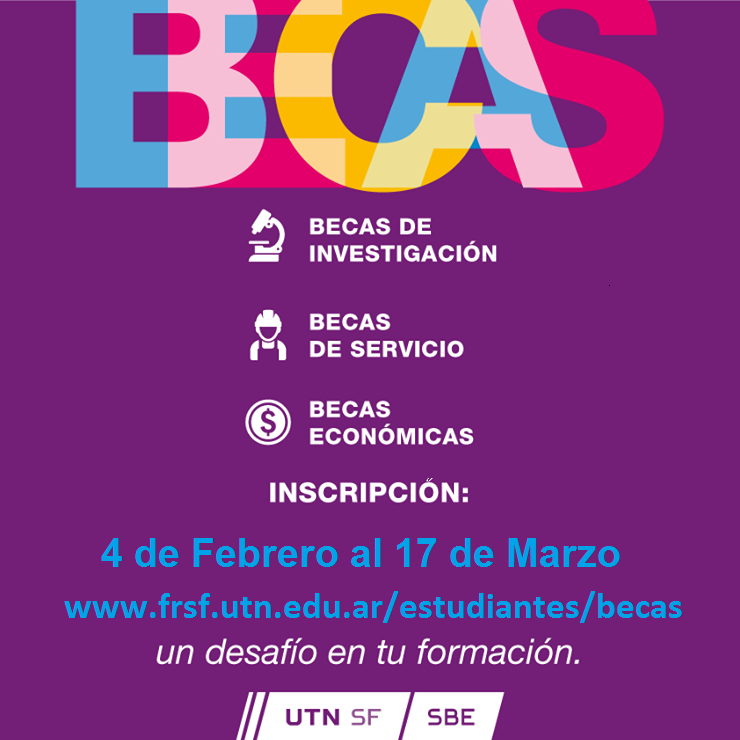 BECAS
BECAS DE
INVESTIGACIÓN
BECAS
DE SERVICIO
BECAS
ECONÓMICAS
INSCRIPCIÓN:
4 de Febrero al 17 de Marzo
www.frsf.utn.edu.ar/estudiantes/becas
un desafío en tu formación.
UTN SF SBE